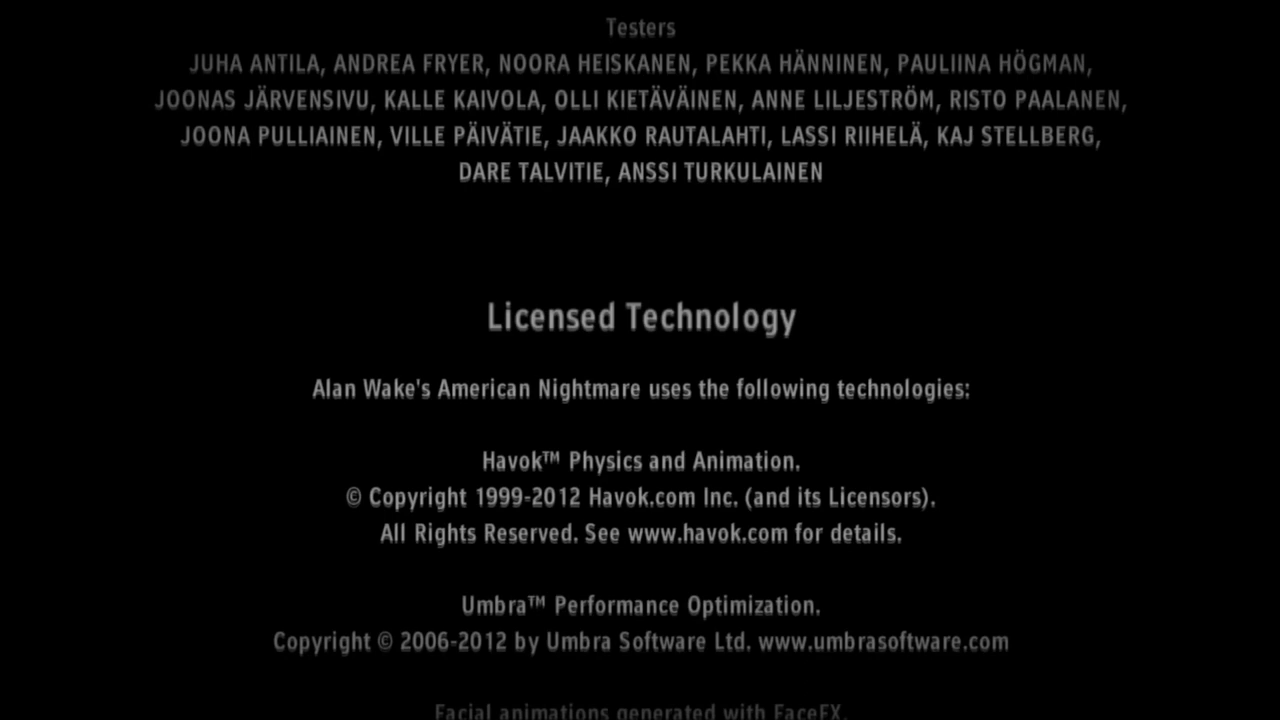 Testers
JUHA ANTILA, ANDREA FRYER, NOORA HEISKANEN, PEKKA HÄNNINEN, PAULIINA HÖGMAN,
JOONAS JÄRVENSIVU, KALLE KAIVOLA, OLLI KIETÄVÄINEN, ANNE LILJESTRÖM, RISTO PAALANEN,
JOONA PULLIAINEN, VILLE PÄIVÄTIE, JAAKKO RAUTALAHTI, LASSI RIIHELÄ, KAJ STELLBERG,
DARE TALVITIE, ANSSI TURKULAINEN
Licensed Technology
Alan Wake's American Nightmare uses the following technologies:
Havok™ Physics and Animation.
© Copyright 1999-2012 Havok.com Inc. (and its Licensors).
All Rights Reserved. See www.havok.com for details.
Umbra™ Performance Optimization.
Copyright © 2006-2012 by Umbra Software Ltd. www.umbrasoftware.com
Facial animations generated with FaceFX.